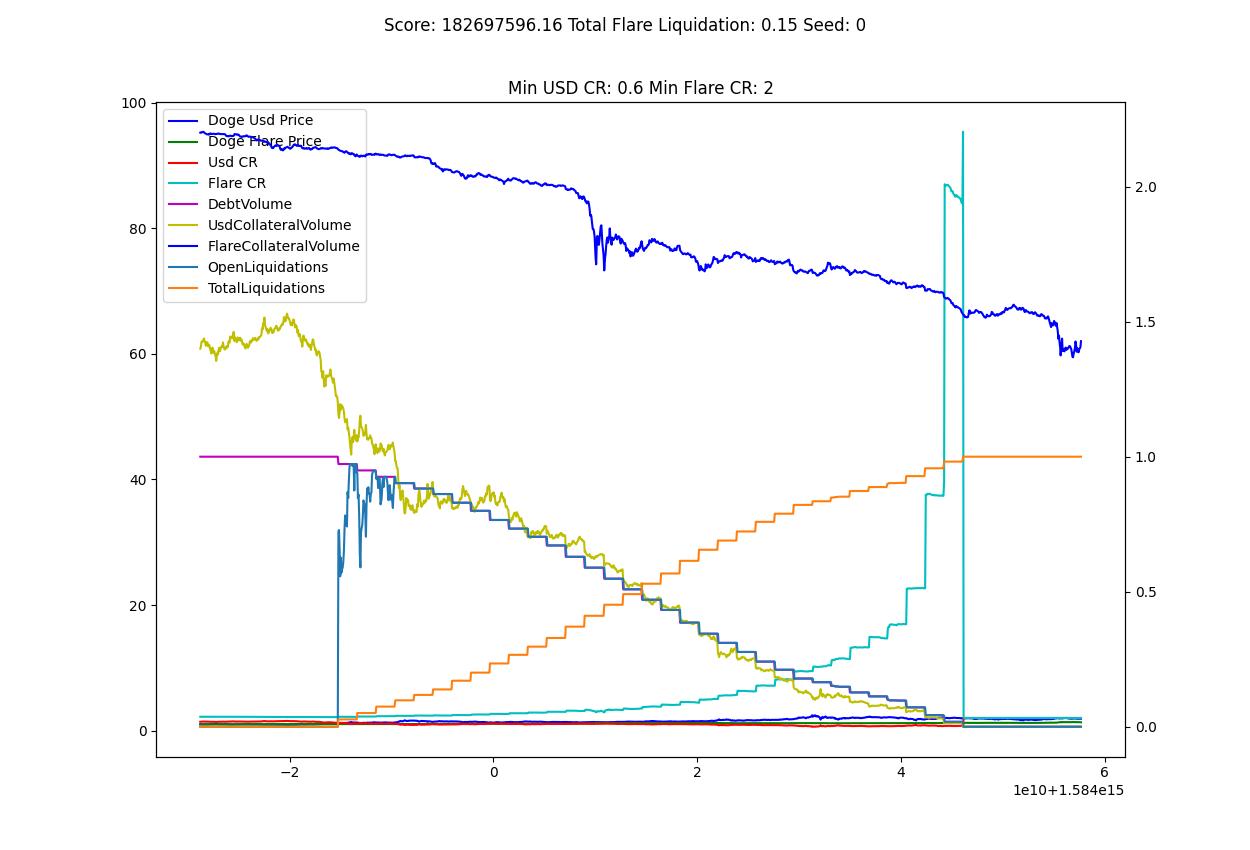 Score: 182697596.16 Total Flare Liquidation: 0.15 Seed: 0
Min USD CR: 0.6 Min Flare CR: 2
100
80
60
40
20
0
Doge Usd Price
Doge Flare Price
Usd CR
Flare CR
DebtVolume
UsdCollateralVolume
FlareCollateralVolume
OpenLiquidations
TotalLiquidations
2.0
1.5
1.0
0.5
0.0
−2
0
2
4
6
1e10+1.584e15